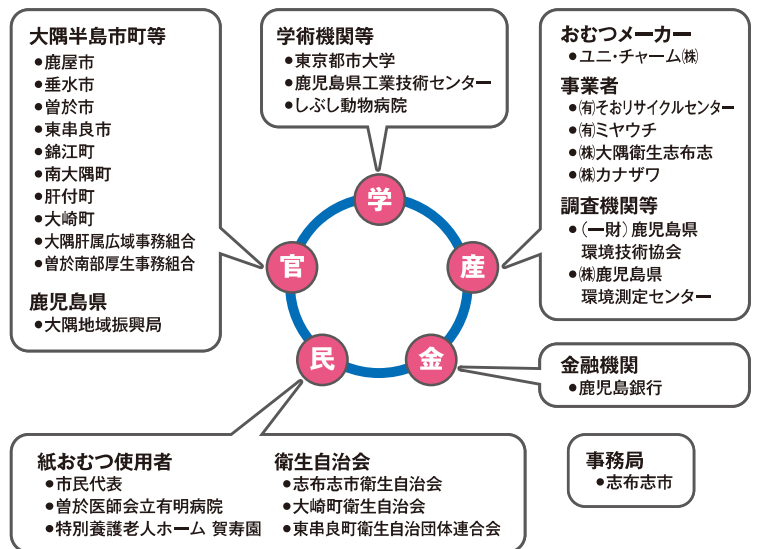 大隅半島市町等
●鹿屋市
●垂水市
●曽於市
●東串良市
●錦江町
●南大隅町
●肝付町
●大崎町
●大隅肝属広域事務組合
●曽於南部厚生事務組合
鹿児島県
●大隅地域振興局
学術機関等
●東京都市大学
●鹿児島県工業技術センター
●しぶし動物病院
おむつメーカー
●ユニ・チャーム㈱
事業者
●㈲そおリサイクルセンター
●㈲ミヤウチ
●㈱大隅衛生志布志
●㈱カナザワ
調査機関等
●(一財)鹿児島県
環境技術協会
●㈱鹿児島県
環境測定センター
学
官
産
民
金
金融機関
●鹿児島銀行
紙おむつ使用者
●市民代表
●曽於医師会立有明病院
●特別養護老人ホーム 賀寿園
衛生自治会
●志布志市衛生自治会
●大崎町衛生自治会
●東串良町衛生自治団体連合会
事務局
●志布志市